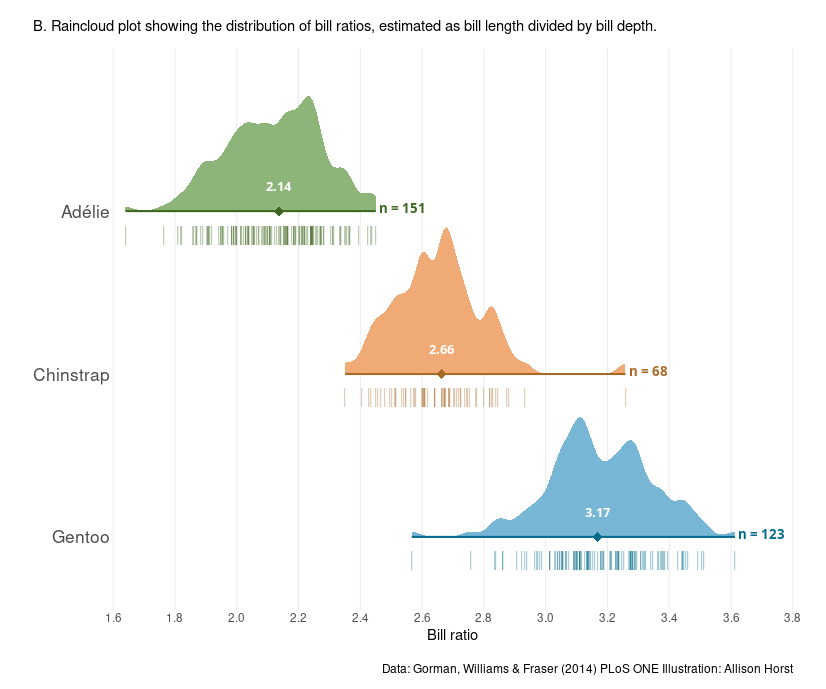 B. Raincloud plot showing the distribution of bill ratios, estimated as bill length divided by bill depth.
2.14
Adélie
n = 151
2.66
Chinstrap
n = 68
3.17
Gentoo
n = 123
1.6 1.8 2.0 2.2 2.4 2.6 2.8 3.0 3.2 3.4 3.6 3.8
Bill ratio
Data: Gorman, Williams & Fraser (2014) PLoS ONE Illustration: Allison Horst